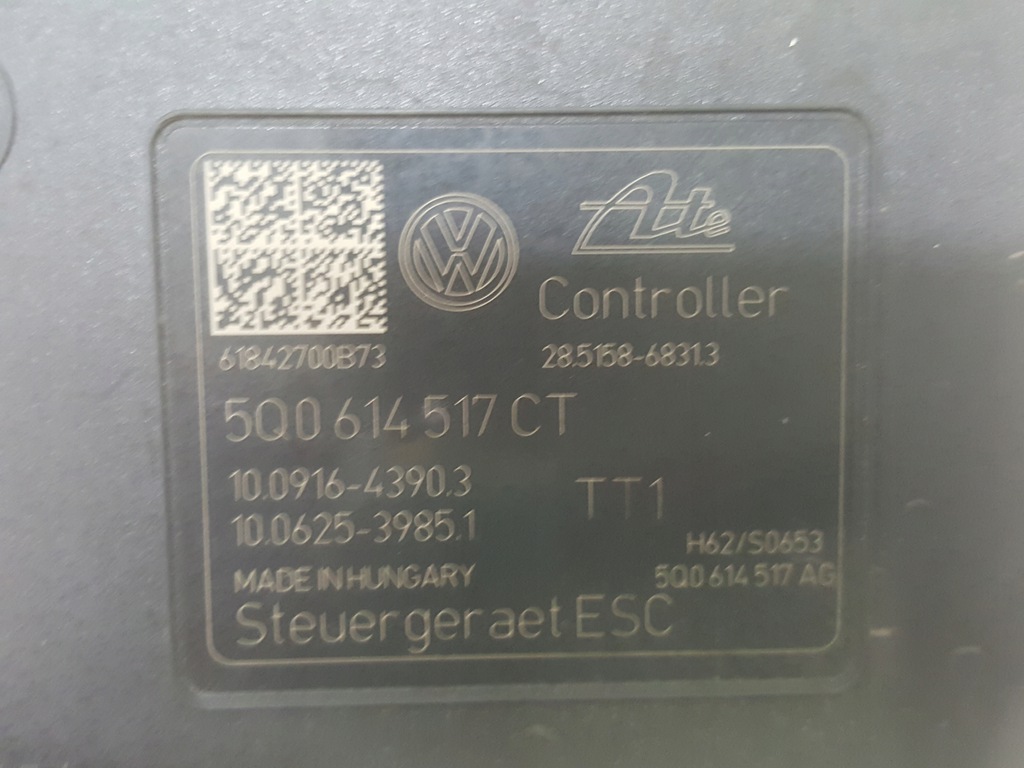 Ate
Controller
61842700B73
28.5158-6831.3
5Q0 614 517 CT
10.0916-4390.3
TT1
10.0625-3985.1
H62/S0653
MADE IN HUNGARY
5Q0 614 517 AG
Steuergeraet ESC